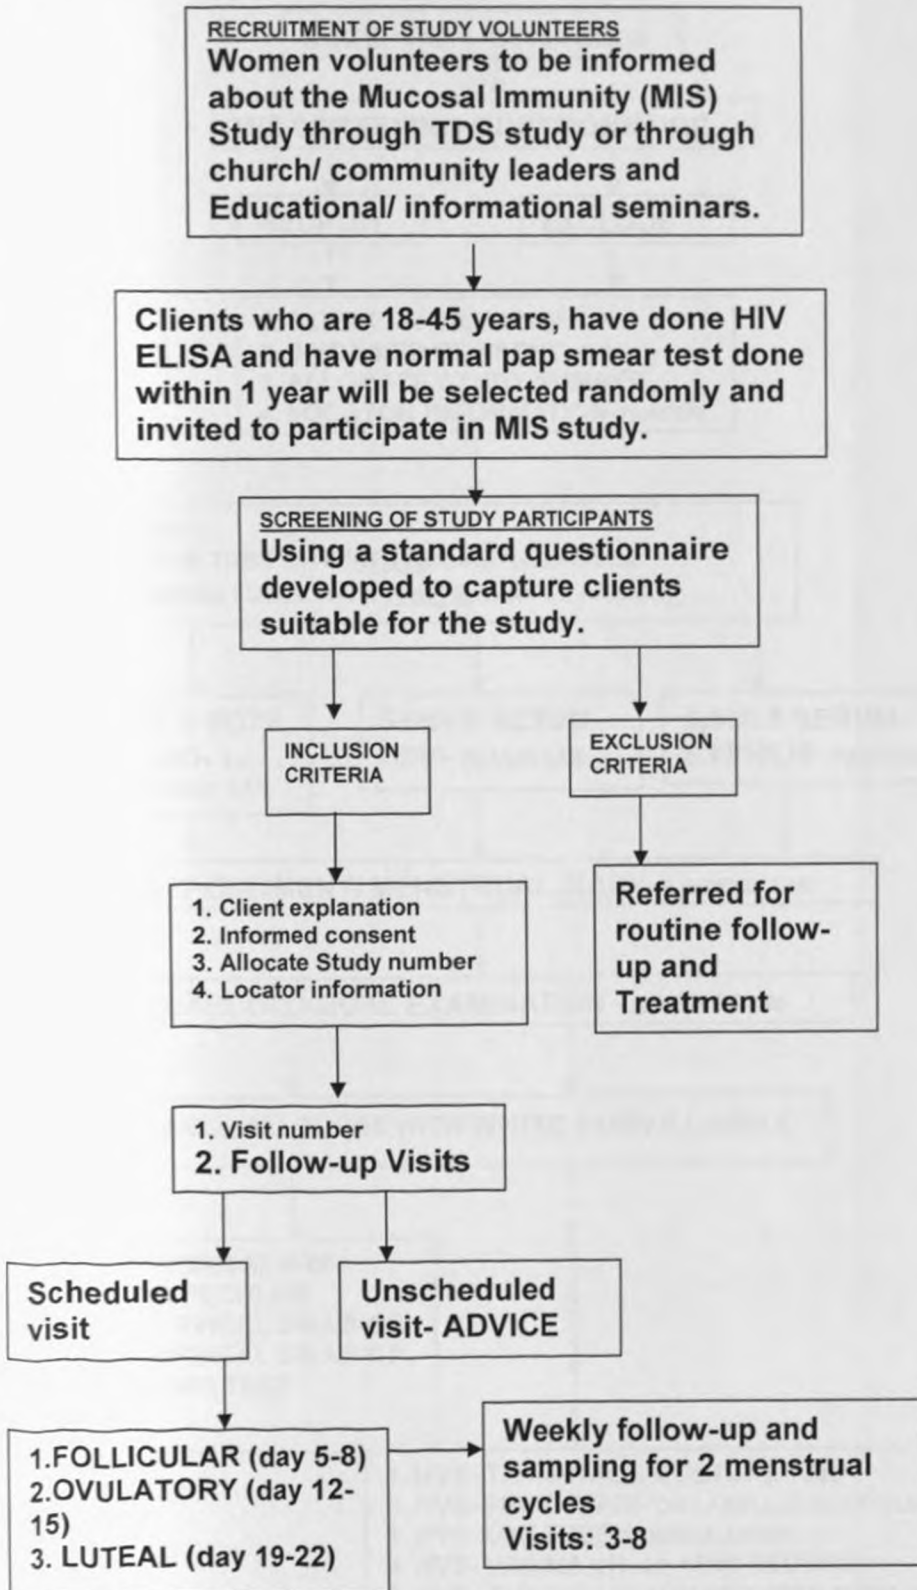 RECRUITMENT OF STUDY VOLUNTEERS
Women volunteers to be informed
about the Mucosal Immunity (MIS)
Study through TDS study or through
church/ community leaders and
Educational/ informational seminars.
Clients who are 18-45 years, have done HIV
ELISA and have normal pap smear test done
within 1 year will be selected randomly and
invited to participate in MIS study.
SCREENING OF STUDY PARTICIPANTS
Using a standard questionnaire
developed to capture clients
suitable for the study.
INCLUSION
CRITERIA
EXCLUSION
CRITERIA
1. Client explanation
2. Informed consent
3. Allocate Study number
4. Locator information
Referred for
routine follow-
up and
Treatment
1. Visit number
2. Follow-up Visits
Scheduled
visit
Unscheduled
visit- ADVICE
1.FOLLICULAR (day 5-8)
2.OVULATORY (day 12-
15)
3. LUTEAL (day 19-22)
Weekly follow-up and
sampling for 2 menstrual
cycles
Visits: 3-8